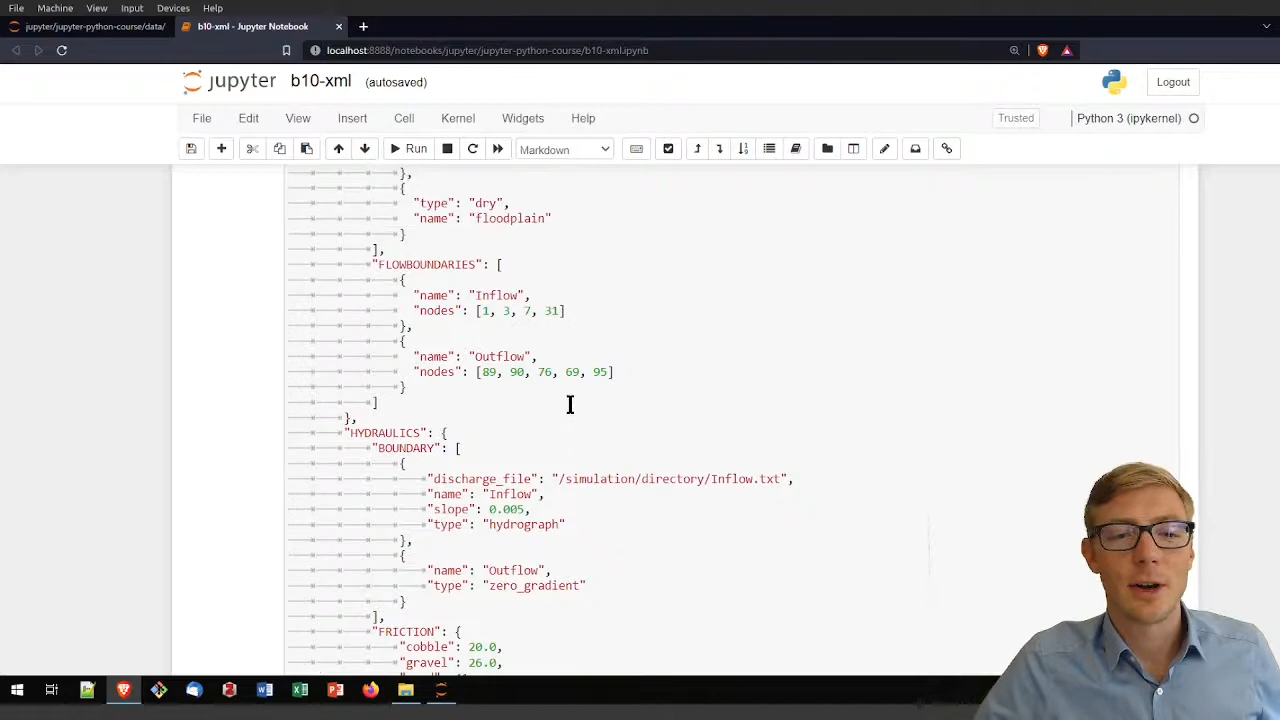 File Machine View Input Devices Help
jupyter/jupyter-python-course/data/ b10-xml - Jupyter Notebook
localhost:8888/notebooks/jupyter/jupyter-python-course/b10-xml.ipynb
jupyter b10-xml (autosaved) Logout
File Edit View Insert Cell Kernel Widgets Help Trusted Python 3 (ipykernel)
Run Markdown
},
{
"type": "dry",
"name": "floodplain"
}
],
"FLOWBOUNDARIES": [
{
"name": "Inflow",
"nodes": [1, 3, 7, 31]
},
{
"name": "Outflow",
"nodes": [89, 90, 76, 69, 95]
}
]
},
"HYDRAULICS": {
"BOUNDARY": [
{
"discharge_file": "/simulation/directory/Inflow.txt",
"name": "Inflow",
"slope": 0.005,
"type": "hydrograph"
},
{
"name": "Outflow",
"type": "zero_gradient"
}
],
"FRICTION": {
"cobble": 20.0,
"gravel": 26.0,